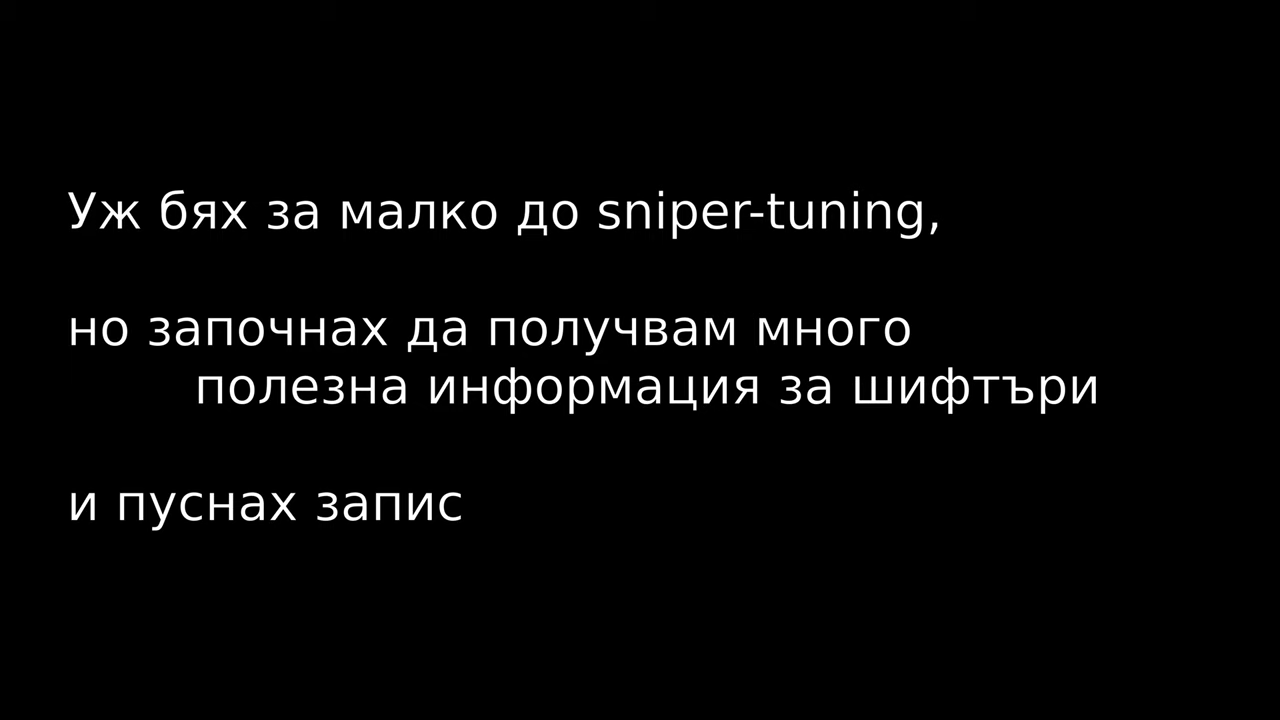 Уж бях за малко до sniper-tuning,
но започнах да получвам много
полезна информация за шифтъри
и пуснах запис